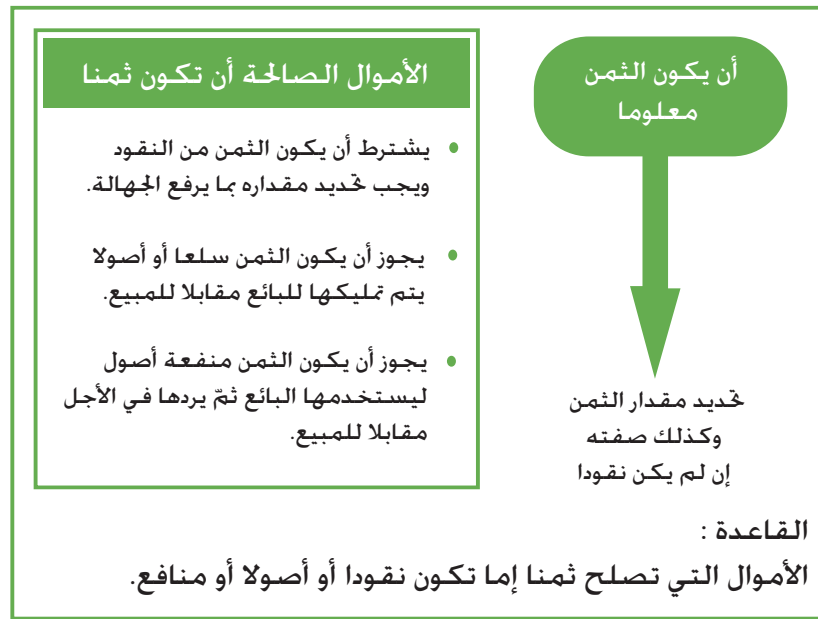 أن يكون الثمن
معلوما
تحديد مقدار الثمن
وكذلك صفته
إن لم يكن نقودا
الأموال الصالحة أن تكون ثمنا
• يشترط أن يكون الثمن من النقود
ويجب تحديد مقداره بما يرفع الجهالة.
• يجوز أن يكون الثمن سلعا أو أصولا
يتم تمليكها للبائع مقابلا للمبيع.
• يجوز أن يكون الثمن منفعة أصول
ليستخدمها البائع ثمّ يردها في الأجل
مقابلا للمبيع.
القاعدة :
الأموال التي تصلح ثمنا إما تكون نقودا أو أصولا أو منافع.